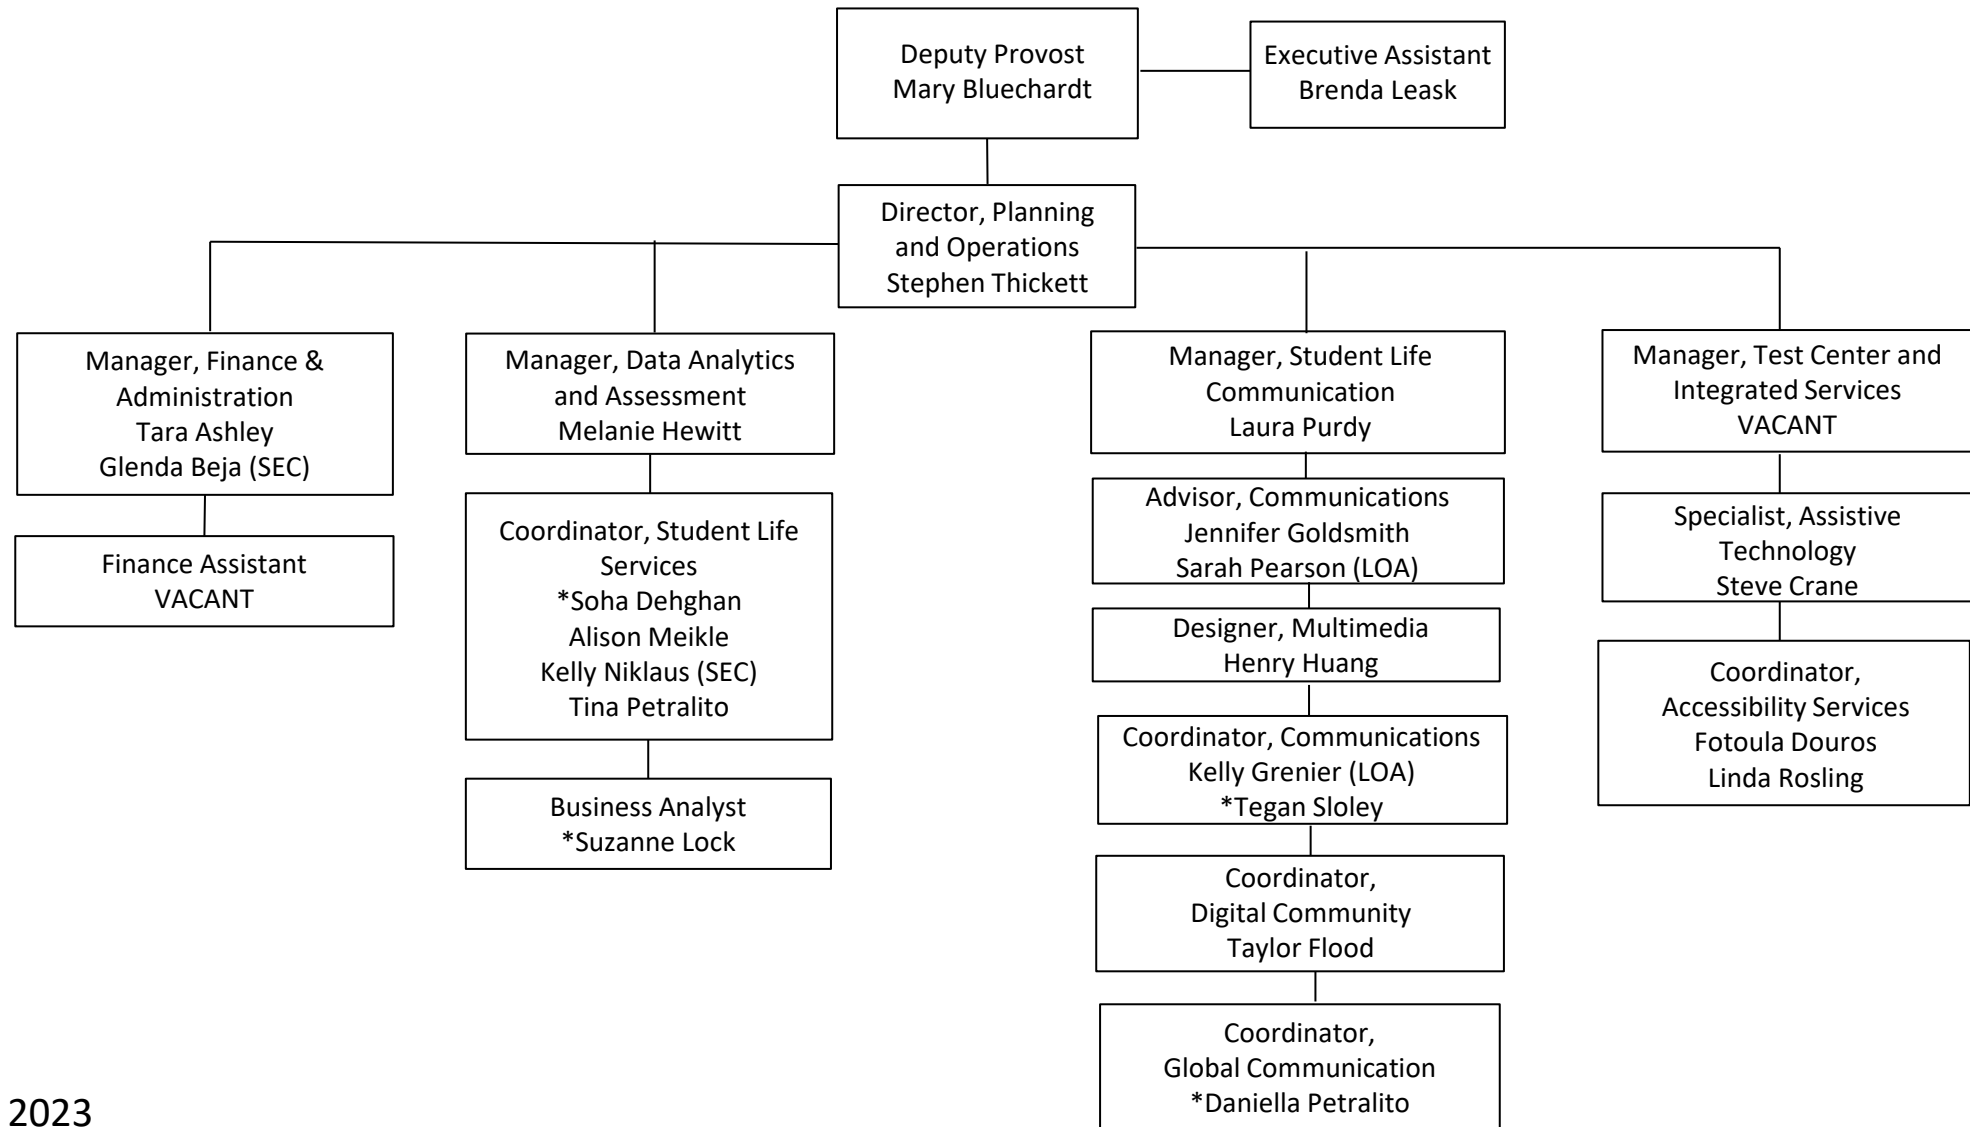 Deputy Provost
Mary Bluechardt
Executive Assistant
Brenda Leask
Director, Planning
and Operations
Stephen Thickett
Manager, Finance &
Administration
Tara Ashley
Glenda Beja (SEC)
Finance Assistant
VACANT
Manager, Data Analytics
and Assessment
Melanie Hewitt
Coordinator, Student Life
Services
*Soha Dehghan
Alison Meikle
Kelly Niklaus (SEC)
Tina Petralito
Business Analyst
*Suzanne Lock
Manager, Student Life
Communication
Laura Purdy
Advisor, Communications
Jennifer Goldsmith
Sarah Pearson (LOA)
Designer, Multimedia
Henry Huang
Coordinator, Communications
Kelly Grenier (LOA)
*Tegan Sloley
Coordinator,
Digital Community
Taylor Flood
Coordinator,
Global Communication
*Daniella Petralito
Manager, Test Center and
Integrated Services
VACANT
Specialist, Assistive
Technology
Steve Crane
Coordinator,
Accessibility Services
Fotoula Douros
Linda Rosling
2023